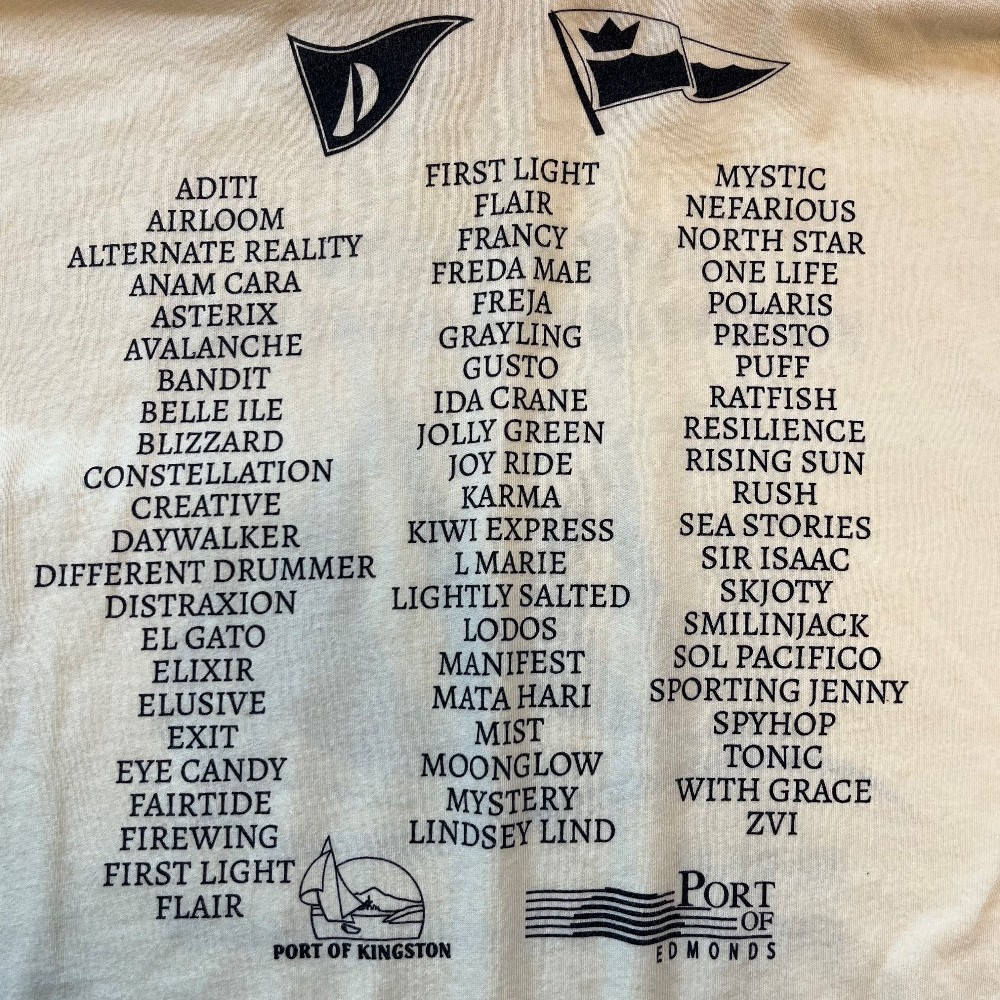 ADITI
AIRLOOM
ALTERNATE REALITY
ANAM CARA
ASTERIX
AVALANCHE
BANDIT
BELLE ILE
BLIZZARD
CONSTELLATION
CREATIVE
DAYWALKER
DIFFERENT DRUMMER
DISTRAXION
EL GATO
ELIXIR
ELUSIVE
EXIT
EYE CANDY
FAIRTIDE
FIREWING
FIRST LIGHT
FLAIR
FIRST LIGHT
FLAIR
FRANCY
FREDA MAE
FREJA
GRAYLING
GUSTO
IDA CRANE
JOLLY GREEN
JOY RIDE
KARMA
KIWI EXPRESS
L MARIE
LIGHTLY SALTED
LODOS
MANIFEST
MATA HARI
MIST
MOONGLOW
MYSTERY
LINDSEY LIND
MYSTIC
NEFARIOUS
NORTH STAR
ONE LIFE
POLARIS
PRESTO
PUFF
RATFISH
RESILIENCE
RISING SUN
RUSH
SEA STORIES
SIR ISAAC
SKJOTY
SMILINJACK
SOL PACIFICO
SPORTING JENNY
SPYHOP
TONIC
WITH GRACE
ZVI
PORT OF KINGSTON
PORT
OF
EDMONDS